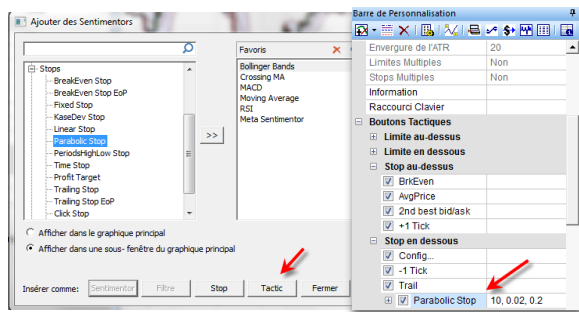 Ajouter des Sentimentors
Stops
BreakEven Stop
BreakEven Stop EoP
Fixed Stop
KaseDev Stop
Linear Stop
Parabolic Stop
PeriodsHighLow Stop
Time Stop
Profit Target
Trailing Stop
Trailing Stop EoP
Click Stop
>>
Favoris
Bollinger Bands
Crossing MA
MACD
Moving Average
RSI
Meta Sentimentor
Afficher dans le graphique principal
Afficher dans une sous- fenêtre du graphique principal
Insérer comme: Sentimentor Filtre Stop Tactic Fermer
Barre de Personnalisation
Envergure de l'ATR 20
Limites Multiples Non
Stops Multiples Non
Information
Raccourci Clavier
Boutons Tactiques
Limite au-dessus
Limite en dessous
Stop au-dessus
BrkEven
AvgPrice
2nd best bid/ask
+1 Tick
Stop en dessous
Config...
-1 Tick
Trail
Parabolic Stop 10, 0.02, 0.2